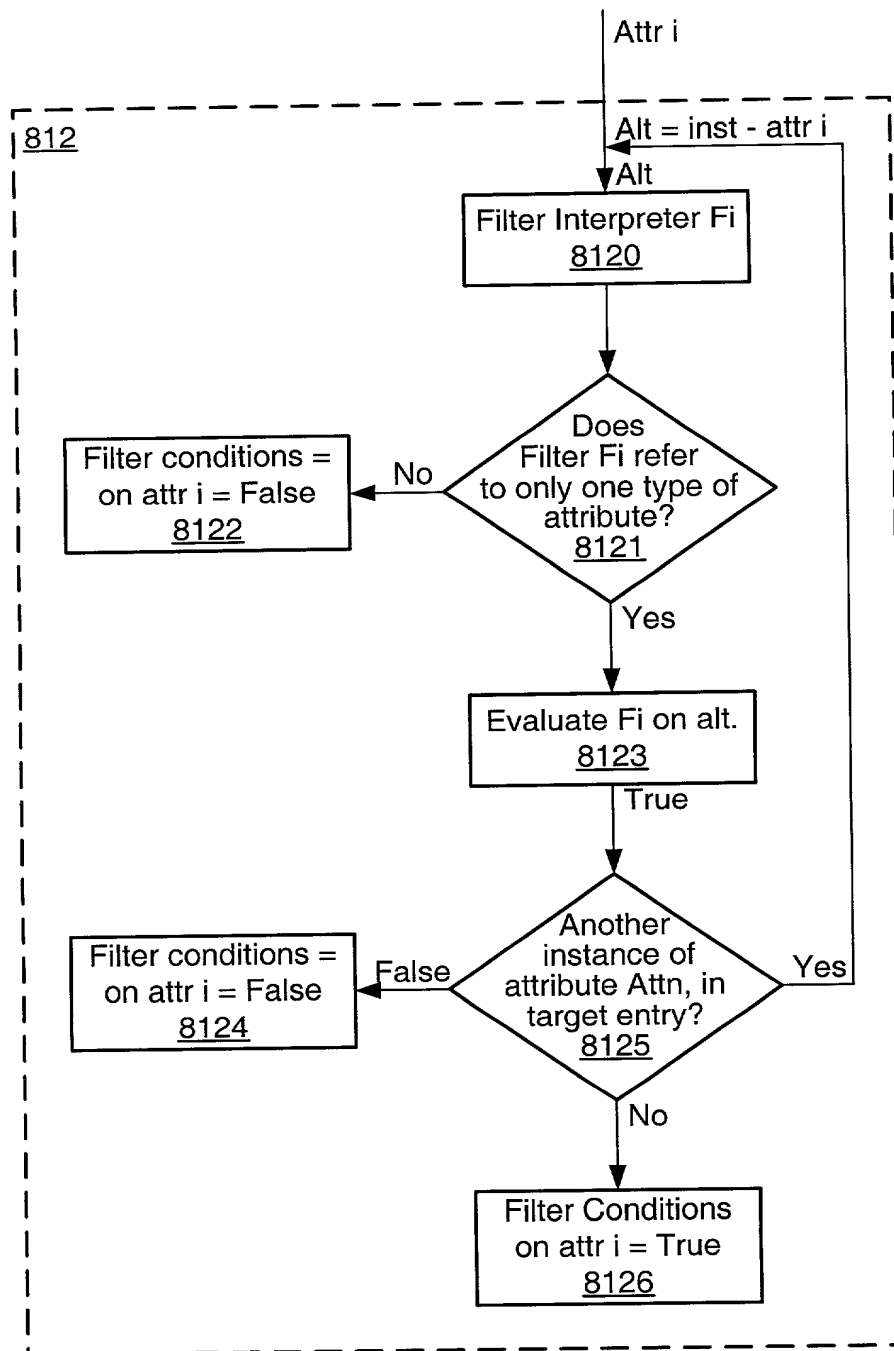 Attr i
812
Alt = inst - attr i
Alt
Filter Interpreter Fi
8120
Does
Filter Fi refer
to only one type of
attribute?
8121
No
Filter conditions =
on attr i = False
8122
Yes
Evaluate Fi on alt.
8123
True
Another
instance of
attribute Attn, in
target entry?
8125
False
Filter conditions =
on attr i = False
8124
Yes
No
Filter Conditions
on attr i = True
8126